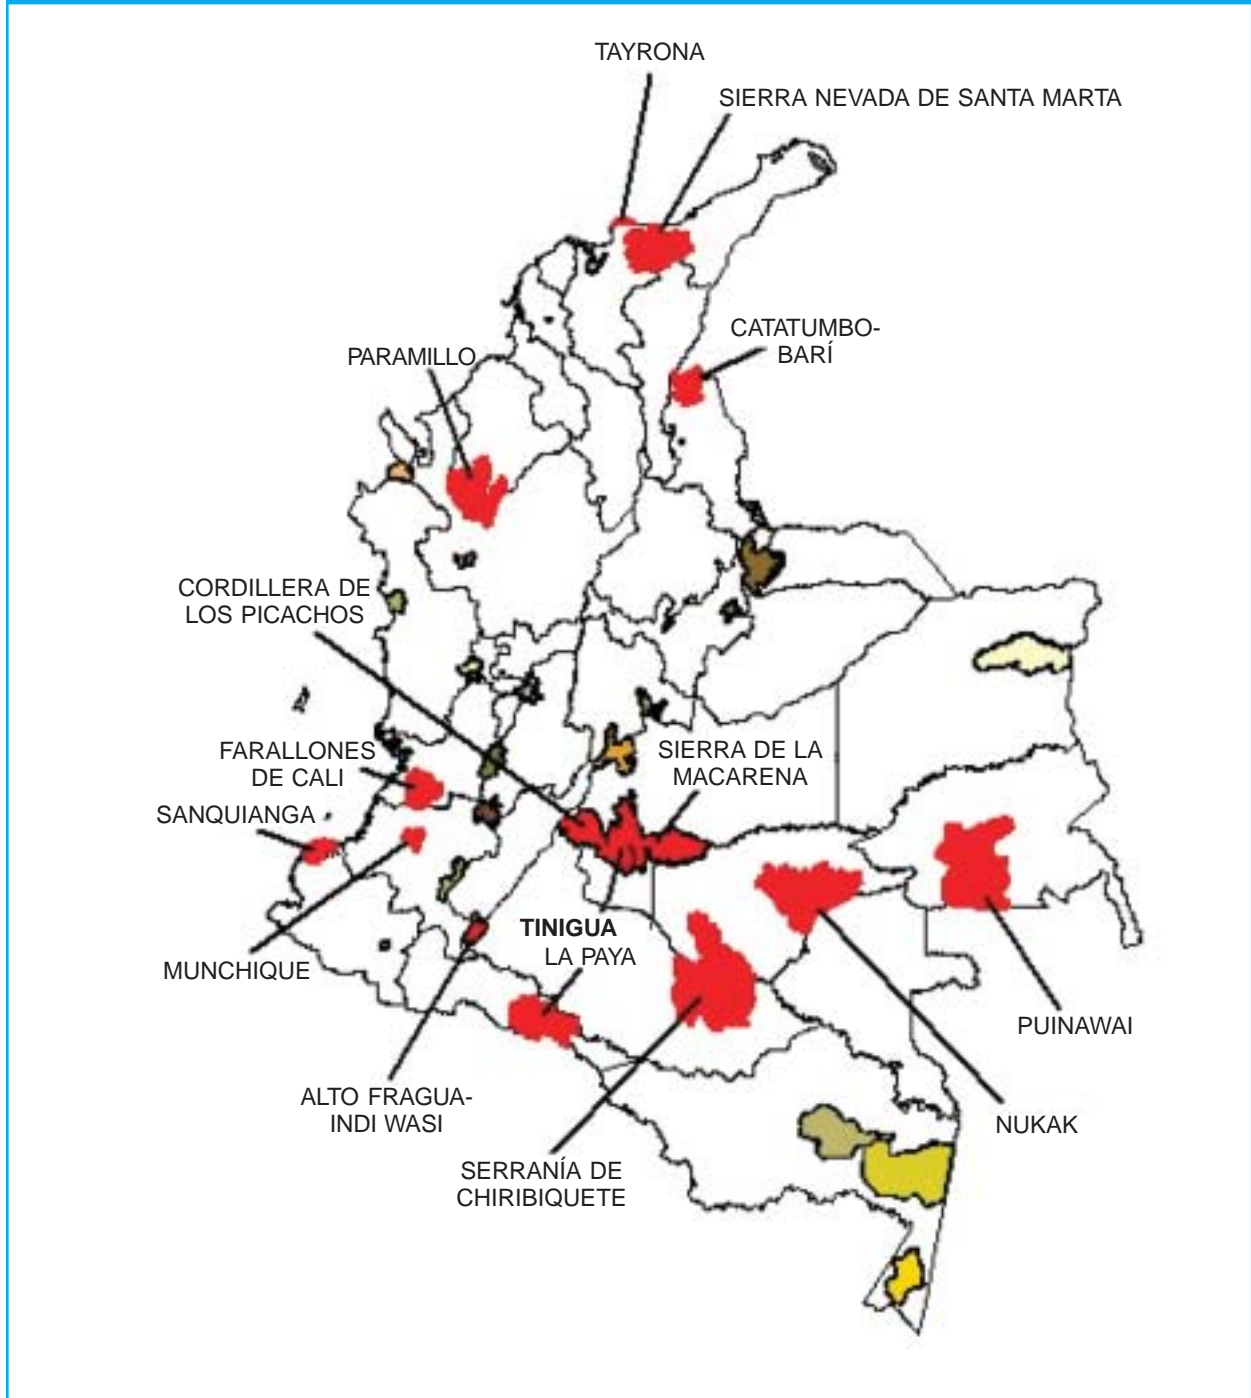 TAYRONA
SIERRA NEVADA DE SANTA MARTA
CATATUMBO-
BARÍ
PARAMILLO
CORDILLERA DE
LOS PICACHOS
FARALLONES
DE CALI
SIERRA DE LA
MACARENA
SANQUIANGA
TINIGUA
LA PAYA
MUNCHIQUE
PUINAWAI
ALTO FRAGUA-
INDI WASI
NUKAK
SERRANÍA DE
CHIRIBIQUETE